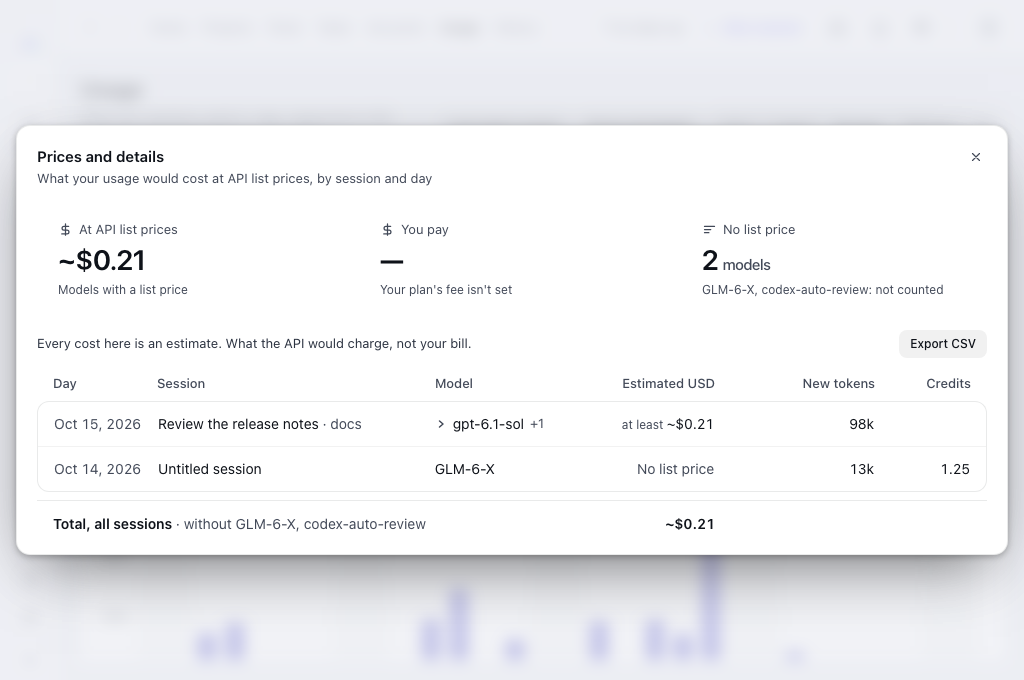 Prices and details
What your usage would cost at API list prices, by session and day
At API list prices
~$0.21
Models with a list price
You pay
—
Your plan's fee isn't set
No list price
2 models
GLM-6-X, codex-auto-review: not counted
Every cost here is an estimate. What the API would charge, not your bill.
Export CSV
Day Session Model Estimated USD New tokens Credits
Oct 15, 2026 Review the release notes · docs gpt-6.1-sol +1 at least ~$0.21 98k
Oct 14, 2026 Untitled session GLM-6-X No list price 13k 1.25
Total, all sessions · without GLM-6-X, codex-auto-review ~$0.21